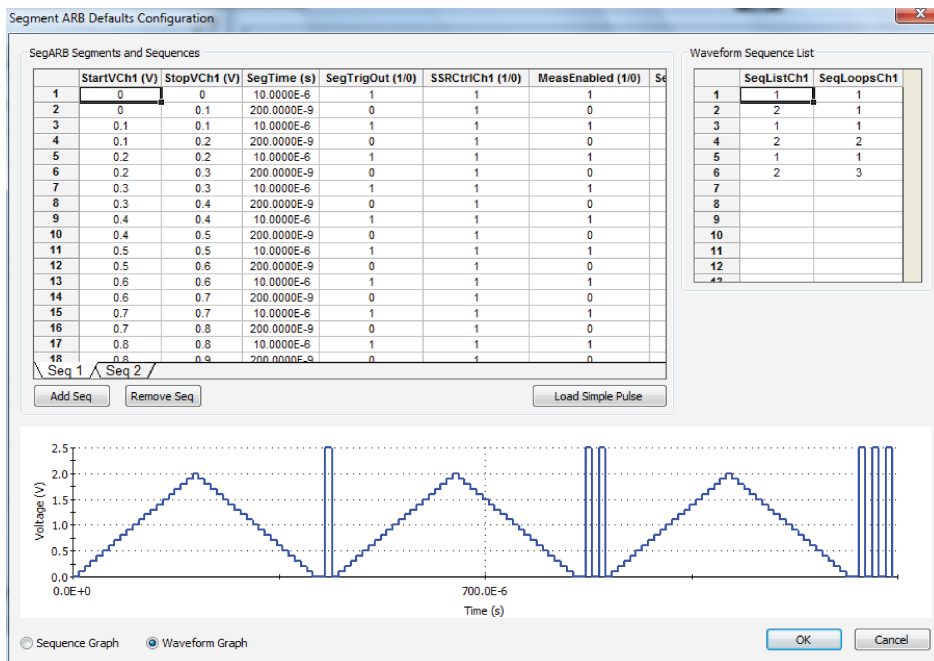 Segment ARB Defaults Configuration
SegARB Segments and Sequences
StartVCh1 (V) StopVCh1 (V) SegTime (s) SegTrigOut (1/0) SSRCtrlCh1 (1/0) MeasEnabled (1/0) Se
1 0 0 10.0000E-6 1 1 1
2 0 0.1 200.0000E-9 0 1 0
3 0.1 0.1 10.0000E-6 1 1 1
4 0.1 0.2 200.0000E-9 0 1 0
5 0.2 0.2 10.0000E-6 1 1 1
6 0.2 0.3 200.0000E-9 0 1 0
7 0.3 0.3 10.0000E-6 1 1 1
8 0.3 0.4 200.0000E-9 0 1 0
9 0.4 0.4 10.0000E-6 1 1 1
10 0.4 0.5 200.0000E-9 0 1 0
11 0.5 0.5 10.0000E-6 1 1 1
12 0.5 0.6 200.0000E-9 0 1 0
13 0.6 0.6 10.0000E-6 1 1 1
14 0.6 0.7 200.0000E-9 0 1 0
15 0.7 0.7 10.0000E-6 1 1 1
16 0.7 0.8 200.0000E-9 0 1 0
17 0.8 0.8 10.0000E-6 1 1 1
18 0.8 0.9 200.0000E-9 0 1 0
Seq 1 Seq 2
Add Seq Remove Seq Load Simple Pulse
Waveform Sequence List
SeqListCh1 SeqLoopsCh1
1 1 1
2 2 1
3 1 1
4 2 2
5 1 1
6 2 3
7
8
9
10
11
12
13
2.5
2.0
1.5
1.0
0.5
0.0
Voltage (V)
0.0E+0 700.0E-6
Time (s)
Sequence Graph Waveform Graph
OK Cancel